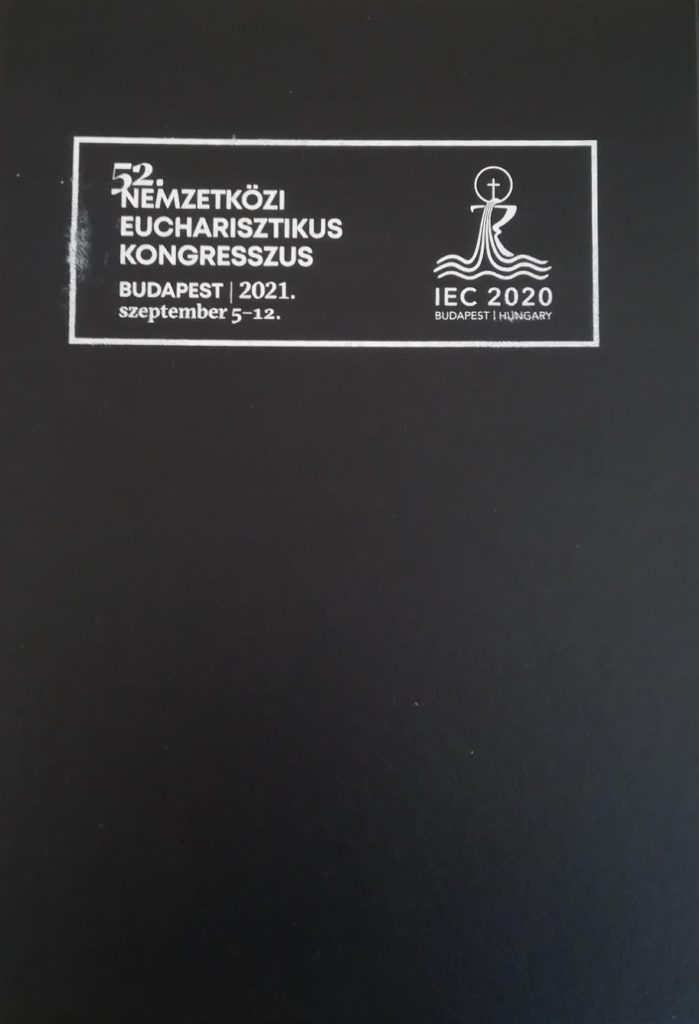 52.
NEMZETKÖZI
EUCHARISZTIKUS
KONGRESSZUS
BUDAPEST | 2021.
szeptember 5–12.
IEC 2020
BUDAPEST | HUNGARY